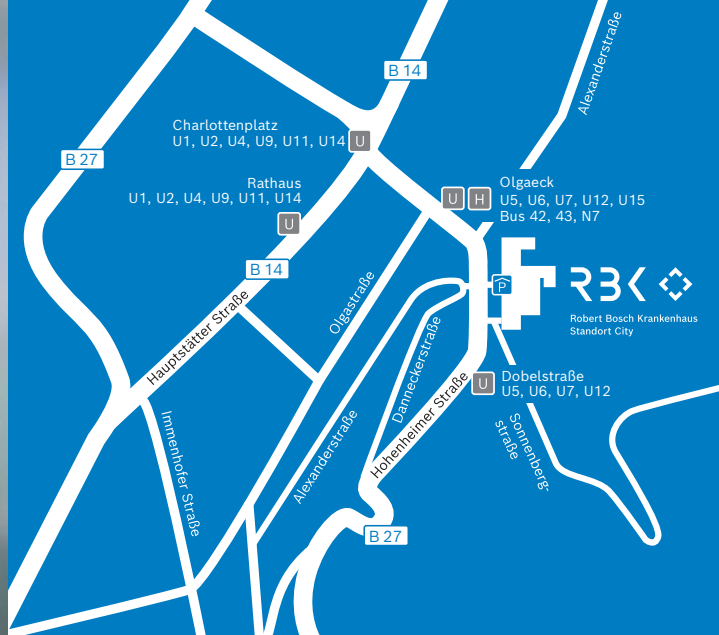 Alexanderstraße
B 14
Charlottenplatz
U1, U2, U4, U9, U11, U14
U
B 27
Rathaus
U1, U2, U4, U9, U11, U14
U
U
H
Olgaeck
U5, U6, U7, U12, U15
Bus 42, 43, N7
B 14
P
RBK
Robert Bosch Krankenhaus
Standort City
Olgastraße
Hauptstätter Straße
Danneckerstraße
U
Dobelstraße
U5, U6, U7, U12
Hohenheimer Straße
Immenhofer Straße
Alexanderstraße
Sonnenberg-
straße
B 27